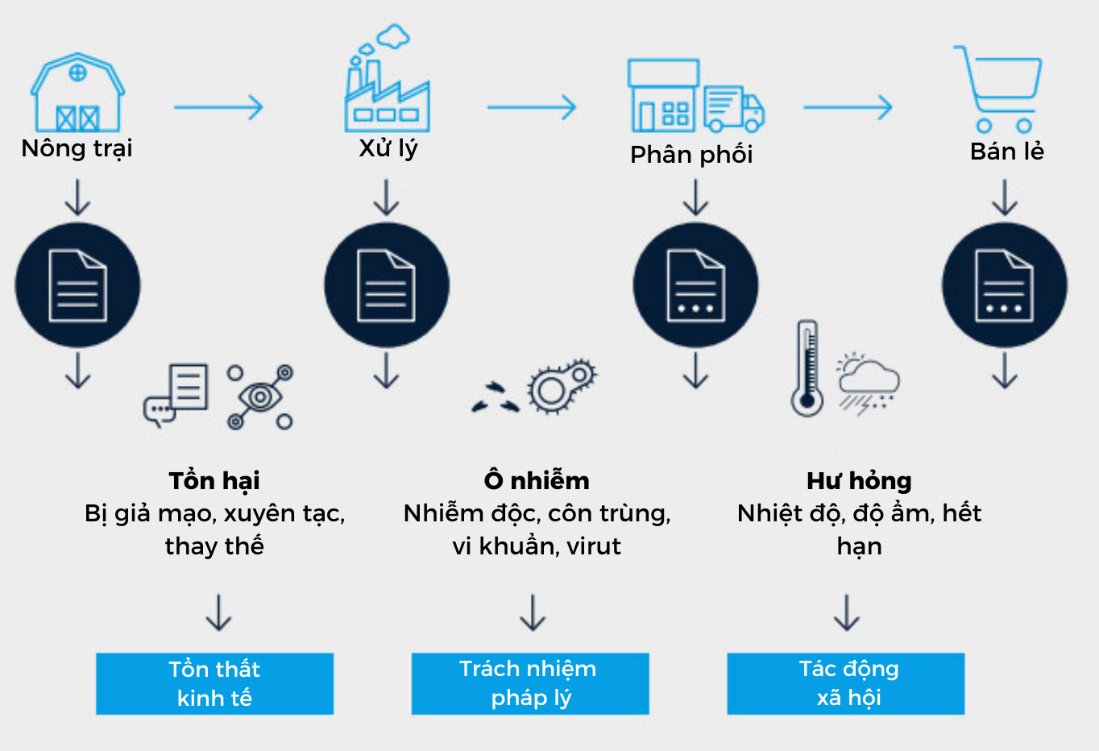 Nông trại
Xử lý
Phân phối
Bán lẻ
Tổn hại
Bị giả mạo, xuyên tạc,
thay thế
Ô nhiễm
Nhiễm độc, côn trùng,
vi khuẩn, virut
Hư hỏng
Nhiệt độ, độ ẩm, hết
hạn
Tổn thất
kinh tế
Trách nhiệm
pháp lý
Tác động
xã hội